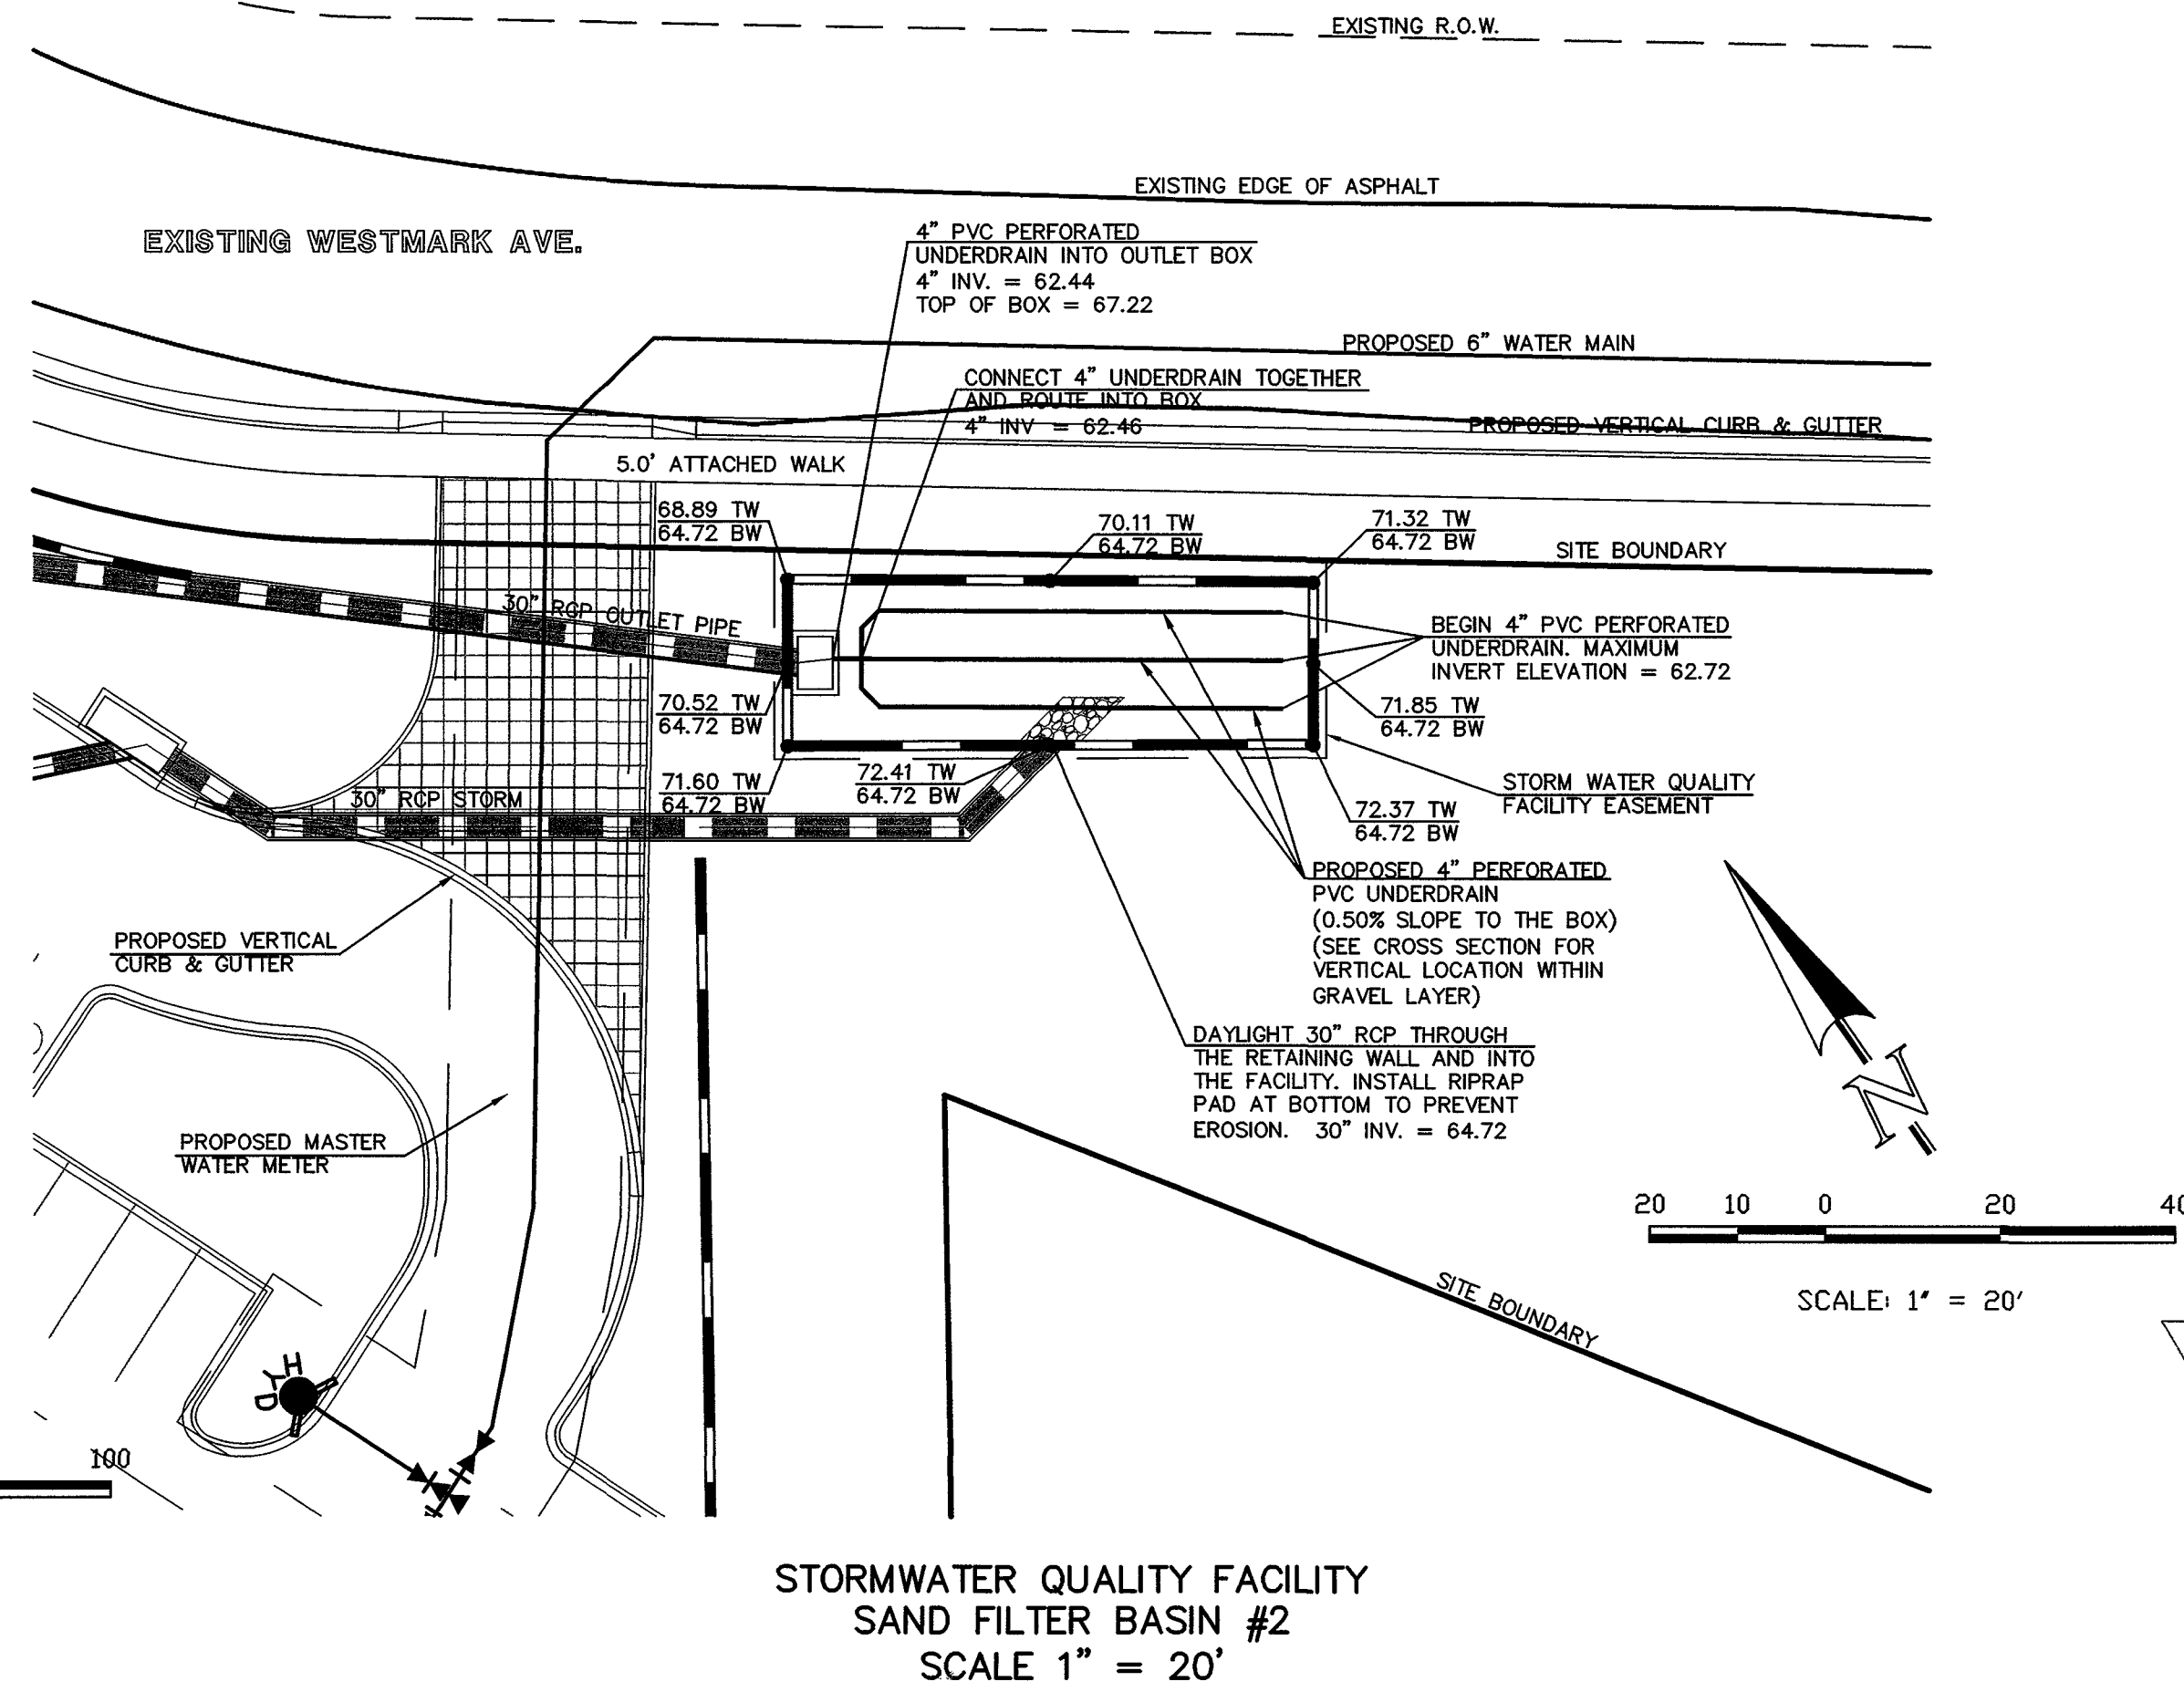 EXISTING R.O.W.
EXISTING EDGE OF ASPHALT
EXISTING WESTMARK AVE.
4" PVC PERFORATED
UNDERDRAIN INTO OUTLET BOX
4" INV. = 62.44
TOP OF BOX = 67.22
PROPOSED 6" WATER MAIN
CONNECT 4" UNDERDRAIN TOGETHER
AND ROUTE INTO BOX
4" INV = 62.46
PROPOSED VERTICAL CURB & GUTTER
5.0' ATTACHED WALK
68.89 TW
64.72 BW
70.11 TW
64.72 BW
71.32 TW
64.72 BW
SITE BOUNDARY
30" RCP OUTLET PIPE
BEGIN 4" PVC PERFORATED
UNDERDRAIN. MAXIMUM
INVERT ELEVATION = 62.72
70.52 TW
64.72 BW
71.85 TW
64.72 BW
71.60 TW
64.72 BW
72.41 TW
64.72 BW
30" RCP STORM
STORM WATER QUALITY
FACILITY EASEMENT
72.37 TW
64.72 BW
PROPOSED 4" PERFORATED
PVC UNDERDRAIN
(0.50% SLOPE TO THE BOX)
(SEE CROSS SECTION FOR
VERTICAL LOCATION WITHIN
GRAVEL LAYER)
PROPOSED VERTICAL
CURB & GUTTER
DAYLIGHT 30" RCP THROUGH
THE RETAINING WALL AND INTO
THE FACILITY. INSTALL RIPRAP
PAD AT BOTTOM TO PREVENT
EROSION. 30" INV. = 64.72
N
PROPOSED MASTER
WATER METER
20 10 0 20 40
SCALE: 1" = 20'
SITE BOUNDARY
HYD
100
STORMWATER QUALITY FACILITY
SAND FILTER BASIN #2
SCALE 1" = 20'